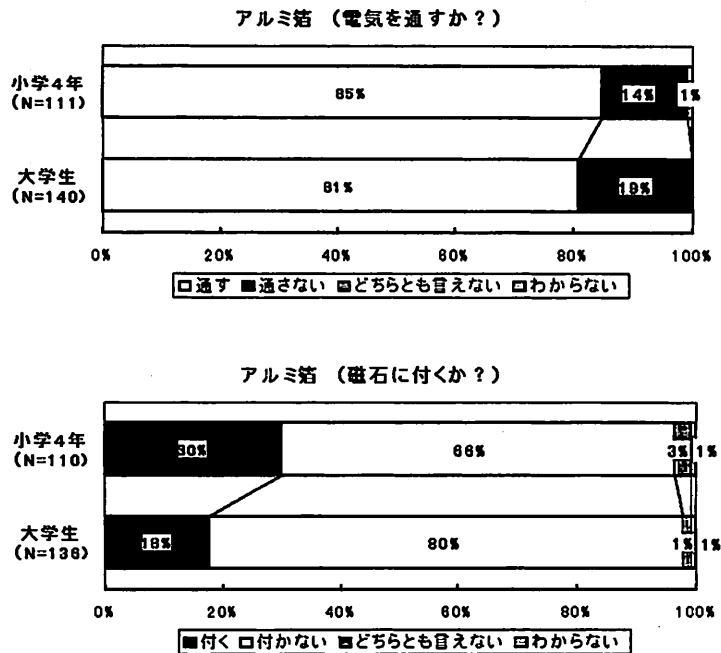 アルミ箔 (電気を通すか?)
小学4年
(N=111)
85%
14%
1%
大学生
(N=140)
81%
19%
0%
20%
40%
60%
80%
100%
通す
通さない
どちらとも言えない
わからない
アルミ箔 (磁石に付くか?)
小学4年
(N=110)
30%
66%
3%
1%
大学生
(N=136)
18%
80%
1%
1%
0%
20%
40%
60%
80%
100%
付く
付かない
どちらとも言えない
わからない